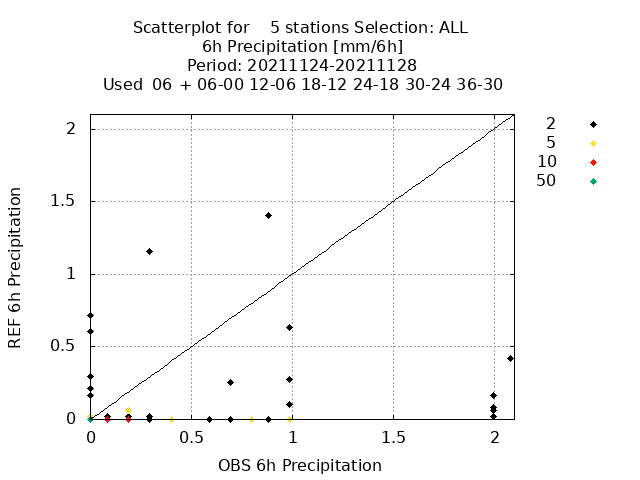 Scatterplot for    5 stations Selection: ALL
6h Precipitation [mm/6h]
Period: 20211124-20211128
Used  06 + 06-00 12-06 18-12 24-18 30-24 36-30
2
5
10
50
REF 6h Precipitation
2
1.5
1
0.5
0
0 0.5 1 1.5 2
OBS 6h Precipitation